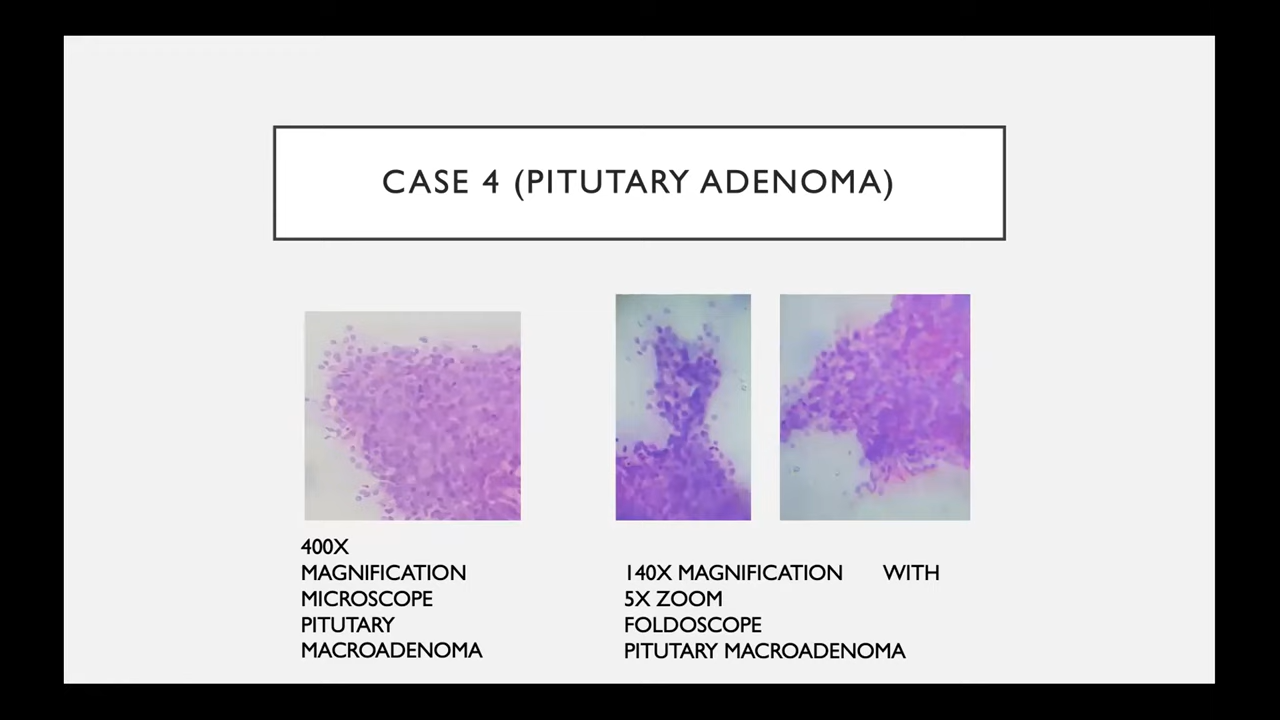 CASE 4 (PITUTARY ADENOMA)
400X
MAGNIFICATION
MICROSCOPE
PITUTARY
MACROADENOMA
140X MAGNIFICATION WITH
5X ZOOM
FOLDOSCOPE
PITUTARY MACROADENOMA